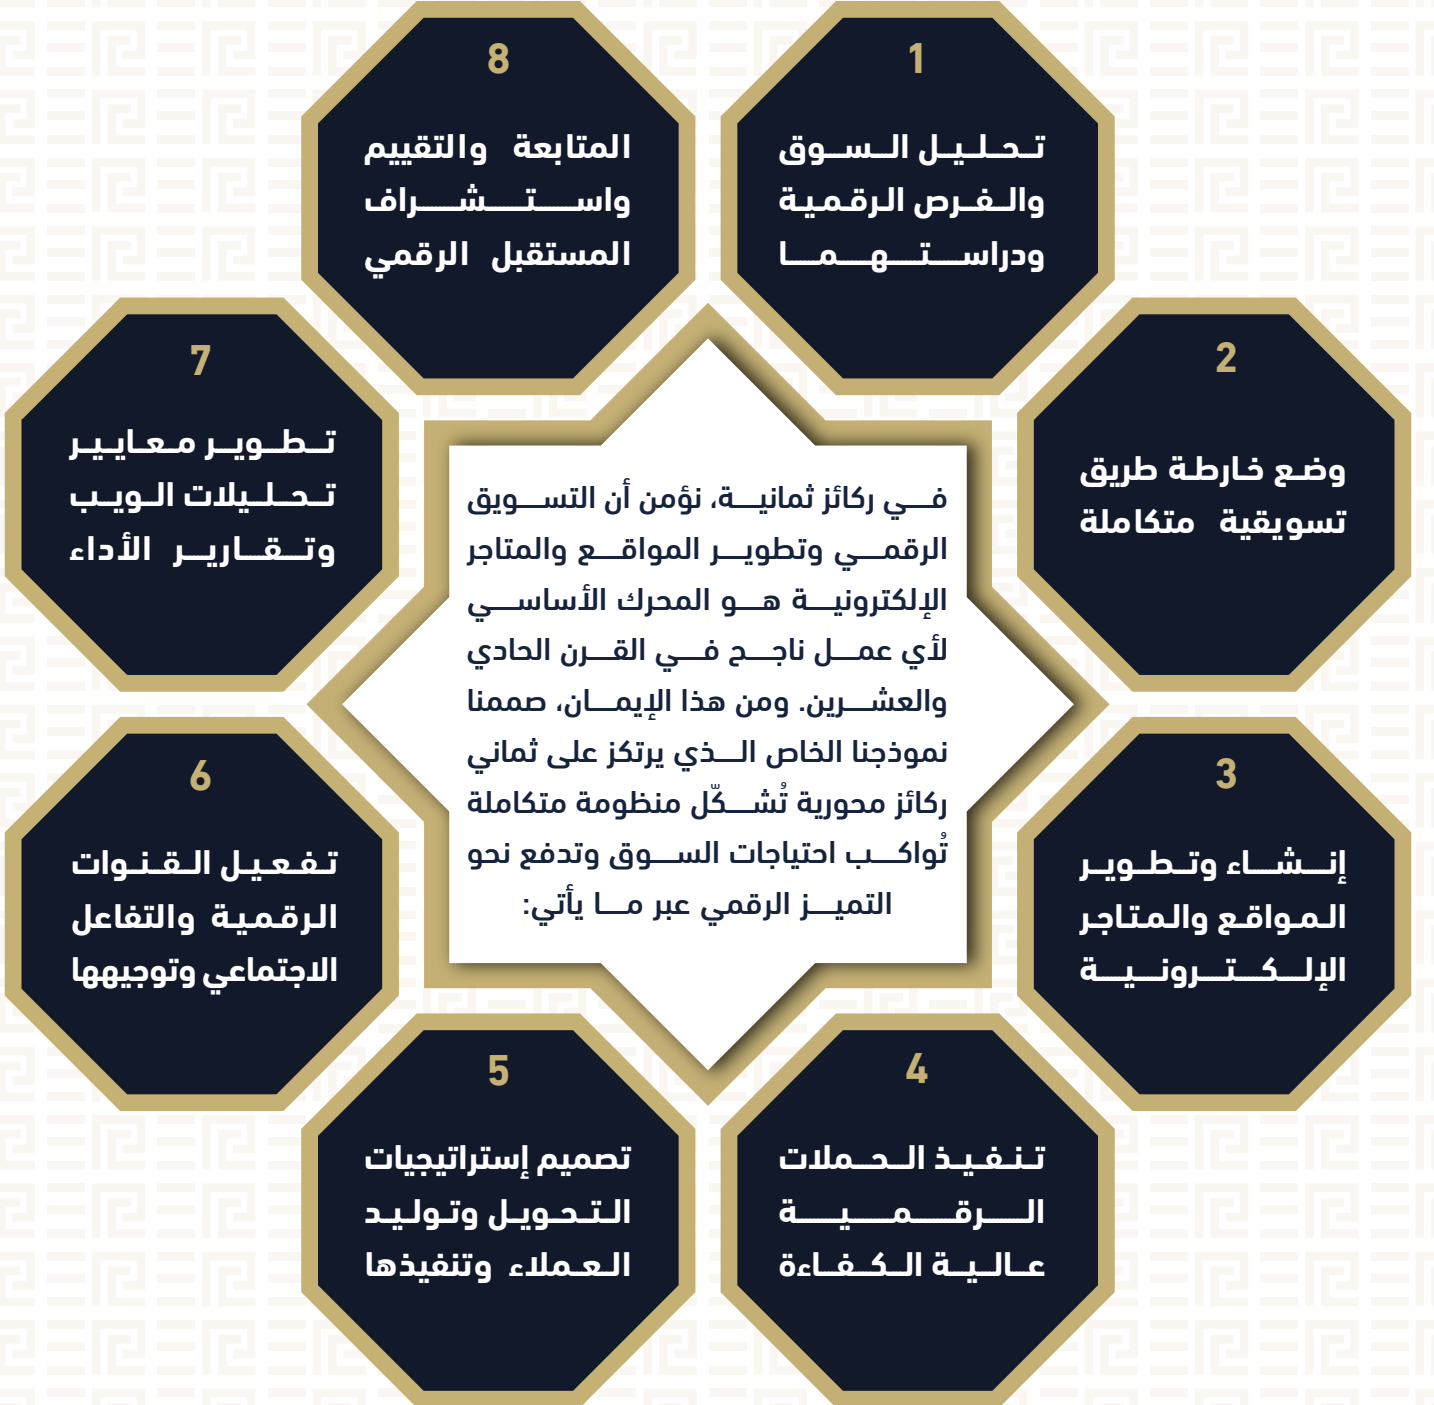 1
تحليل السوق
والفرص الرقمية
ودراستهما
2
وضع خارطة طريق
تسويقية متكاملة
3
إنشاء وتطوير
المواقع والمتاجر
الإلكترونية
4
تنفيذ الحملات
الرقمية
عالية الكفاءة
5
تصميم إستراتيجيات
التحويل وتوليد
العملاء وتنفيذها
6
تفعيل القنوات
الرقمية والتفاعل
الاجتماعي وتوجيهها
7
تطوير معايير
تحليلات الويب
وتقارير الأداء
8
المتابعة والتقييم
واستشراف
المستقبل الرقمي
في ركائز ثمانية، نؤمن أن التسويق
الرقمي وتطوير المواقع والمتاجر
الإلكترونية هو المحرك الأساسي
لأي عمل ناجح في القرن الحادي
والعشرين. ومن هذا الإيمان، صممنا
نموذجنا الخاص الذي يرتكز على ثماني
ركائز محورية تُشكّل منظومة متكاملة
تُواكب احتياجات السوق وتدفع نحو
التميز الرقمي عبر ما يأتي: